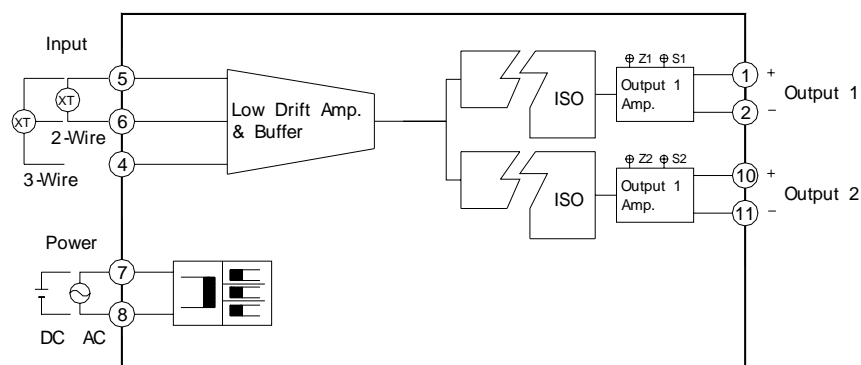 Input
5
XT
XT
6
2-Wire
4
3-Wire
Low Drift Amp.
& Buffer
ISO
Z1 S1
Output 1
Amp.
1 +
2 −
Output 1
ISO
Z2 S2
Output 1
Amp.
10 +
11 −
Output 2
Power
7
8
DC AC